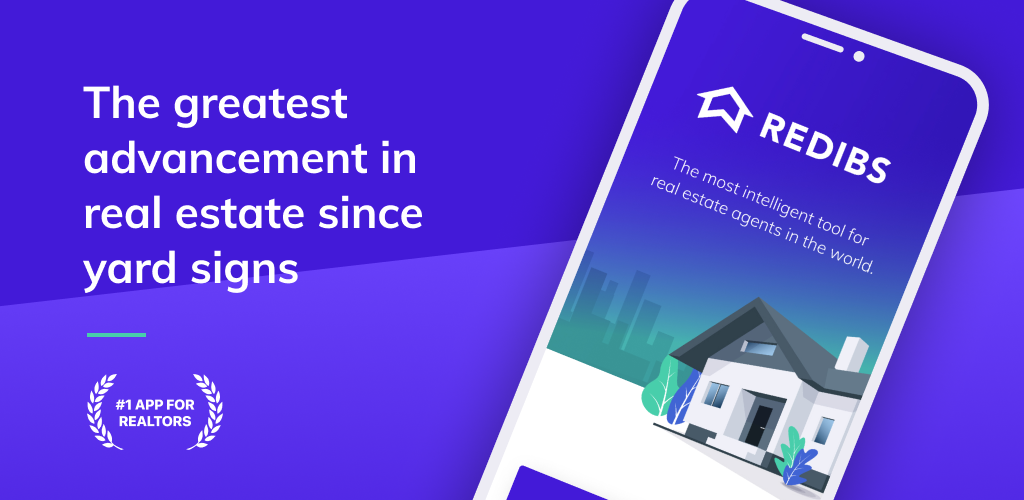 The greatest
advancement in
real estate since
yard signs
#1 APP FOR
REALTORS
REDIBS
The most intelligent tool for
real estate agents in the world.